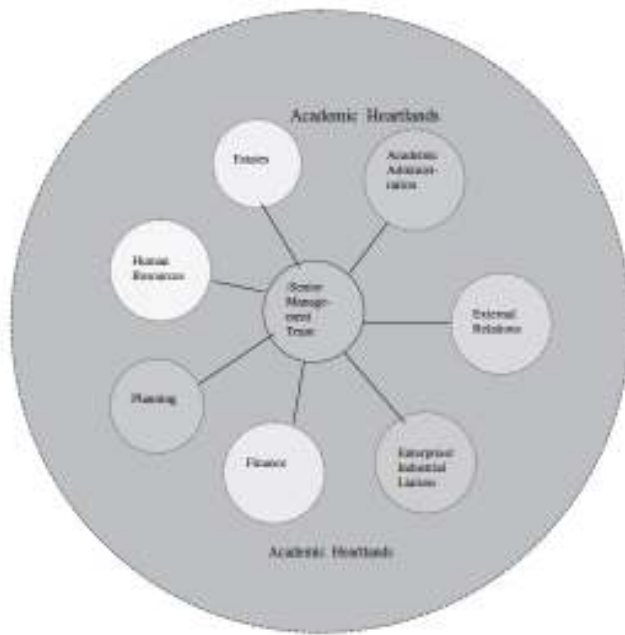 Academic Heartlands
Estates
Academic
Administ-
ration
Human
Resources
Senior
Manage-
ment
Team
External
Relations
Planning
Finance
Enterprise/
Industrial
Liaison
Academic Heartlands